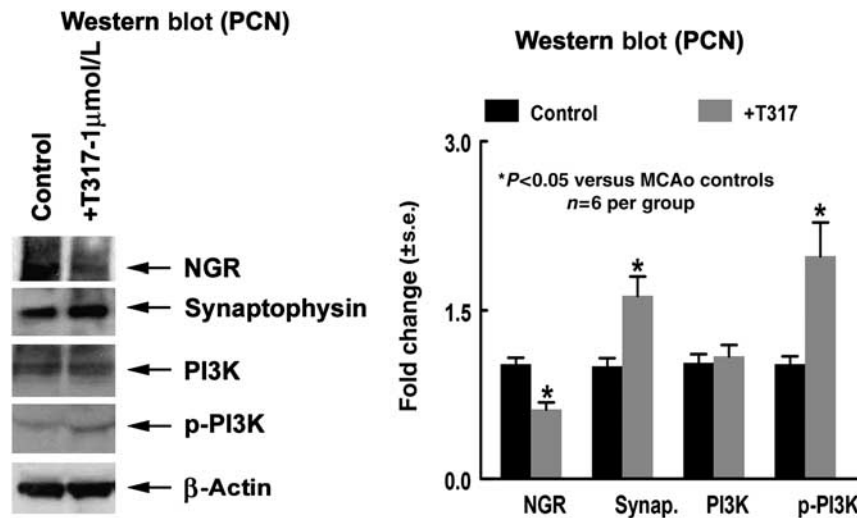 Western blot (PCN)
Control
+T317-1μmol/L
NGR
Synaptophysin
PI3K
p-PI3K
β-Actin
Western blot (PCN)
Control
+T317
*P<0.05 versus MCAo controls
n=6 per group
Fold change (±s.e.)
3.0
1.5
0.0
*
*
*
NGR
Synap.
PI3K
p-PI3K